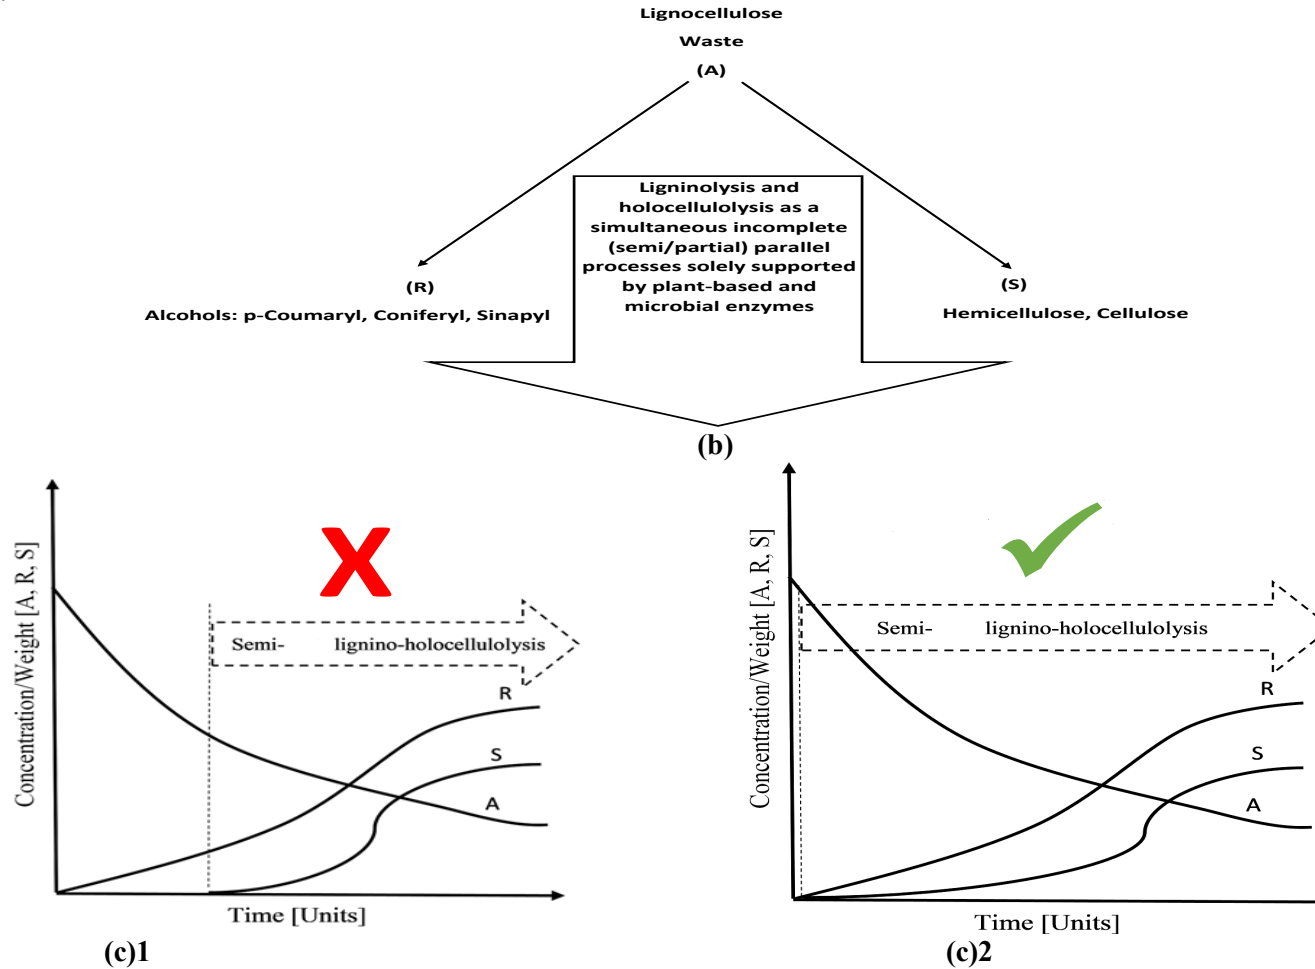 Lignocellulose
Waste
(A)
Ligninolysis and
holocellulolysis as a
simultaneous incomplete
(semi/partial) parallel
processes solely supported
by plant-based and
microbial enzymes
(R)
Alcohols: p-Coumaryl, Coniferyl, Sinapyl
(S)
Hemicellulose, Cellulose
(b)
Concentration/Weight [A, R, S]
X
Semi- lignino-holocellulolysis
R
S
A
Time [Units]
(c)1
Concentration/Weight [A, R, S]
Semi- lignino-holocellulolysis
R
S
A
Time [Units]
(c)2